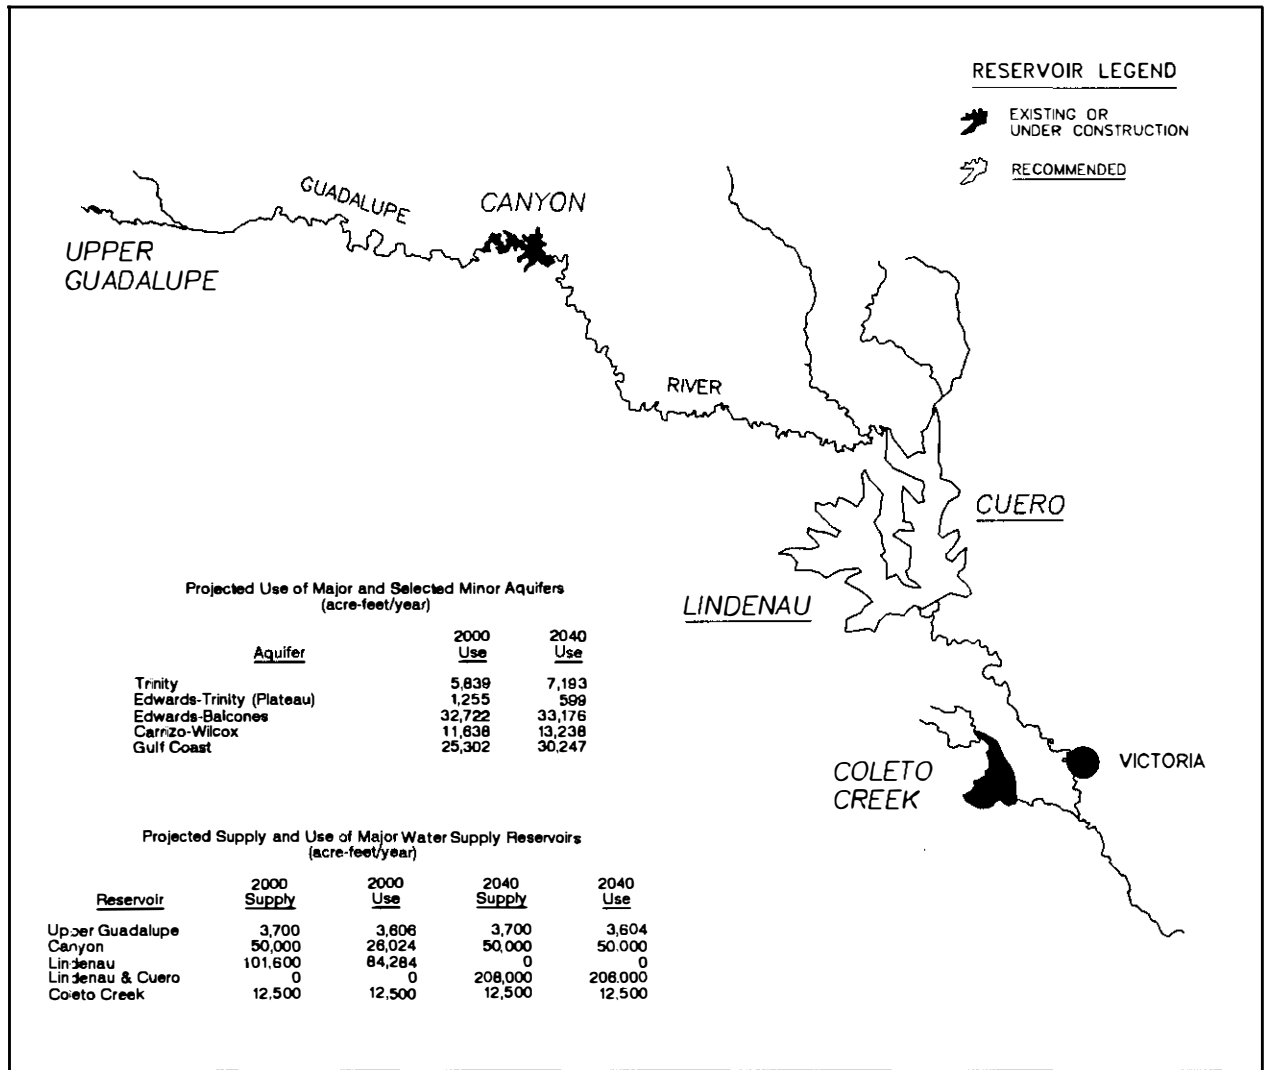 RESERVOIR LEGEND
EXISTING OR
UNDER CONSTRUCTION
RECOMMENDED
GUADALUPE
CANYON
UPPER
GUADALUPE
RIVER
CUERO
LINDENAU
COLETO
CREEK
VICTORIA
Projected Use of Major and Selected Minor Aquifers
(acre-feet/year)
2000 2040
Aquifer Use Use
Trinity 5,839 7,193
Edwards-Trinity (Plateau) 1,255 599
Edwards-Balcones 32,722 33,176
Carrizo-Wilcox 11,638 13,238
Gulf Coast 25,302 30,247
Projected Supply and Use of Major Water Supply Reservoirs
(acre-feet/year)
2000 2000 2040 2040
Reservoir Supply Use Supply Use
Upper Guadalupe 3,700 3,606 3,700 3,604
Canyon 50,000 26,024 50,000 50.000
Lindenau 101,600 84,284 0 0
Lindenau & Cuero 0 0 208,000 208.000
Coleto Creek 12,500 12,500 12,500 12,500